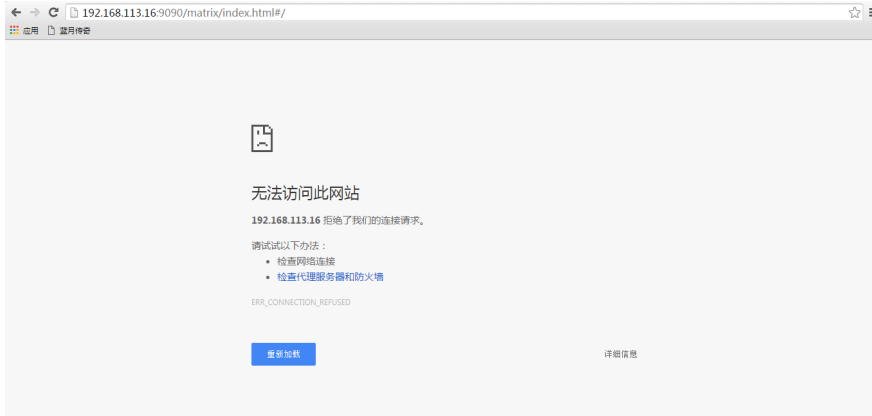 192.168.113.16:9090/matrix/index.html#/
应用 蓝月传奇
无法访问此网站
192.168.113.16 拒绝了我们的连接请求。
请试试以下办法：
检查网络连接
检查代理服务器和防火墙
ERR_CONNECTION_REFUSED
重新加载 详细信息